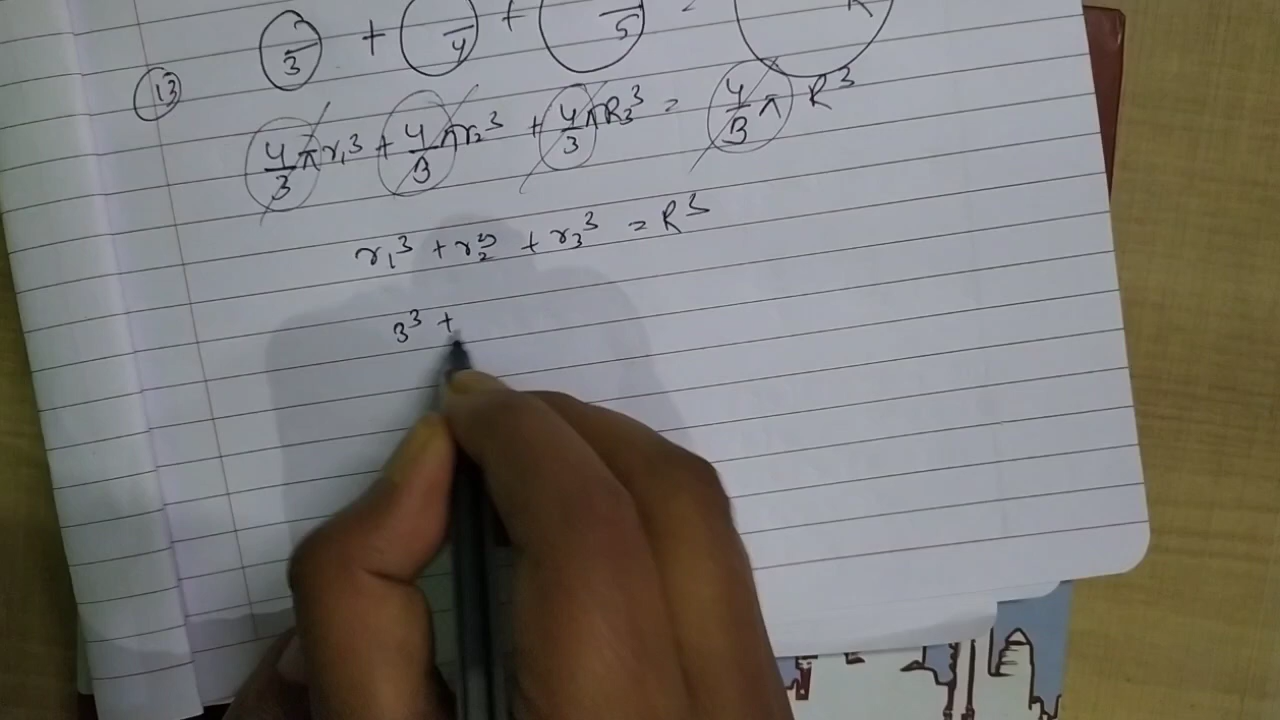 3 + 4 + 5 = R
(13)
4/3 πr₁³ + 4/3 πr₂³ + 4/3 πR₃³ = 4/3 π R³
r₁³ + r₂³ + r₃³ = R³
3³ +